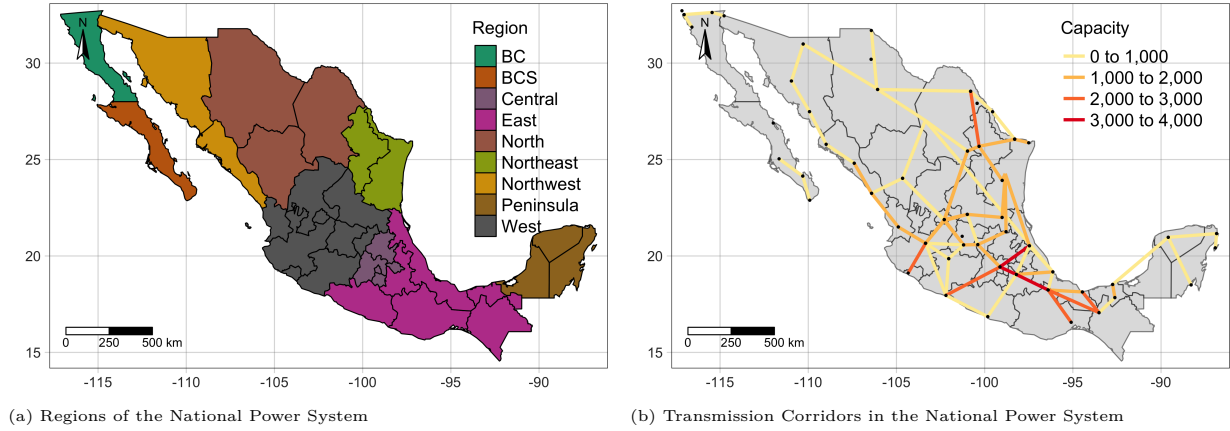 N
Region
BC
BCS
Central
East
North
Northeast
Northwest
Peninsula
West
30
25
20
15
0 250 500 km
-115 -110 -105 -100 -95 -90
(a) Regions of the National Power System
N
Capacity
0 to 1,000
1,000 to 2,000
2,000 to 3,000
3,000 to 4,000
30
25
20
15
0 250 500 km
-115 -110 -105 -100 -95 -90
(b) Transmission Corridors in the National Power System